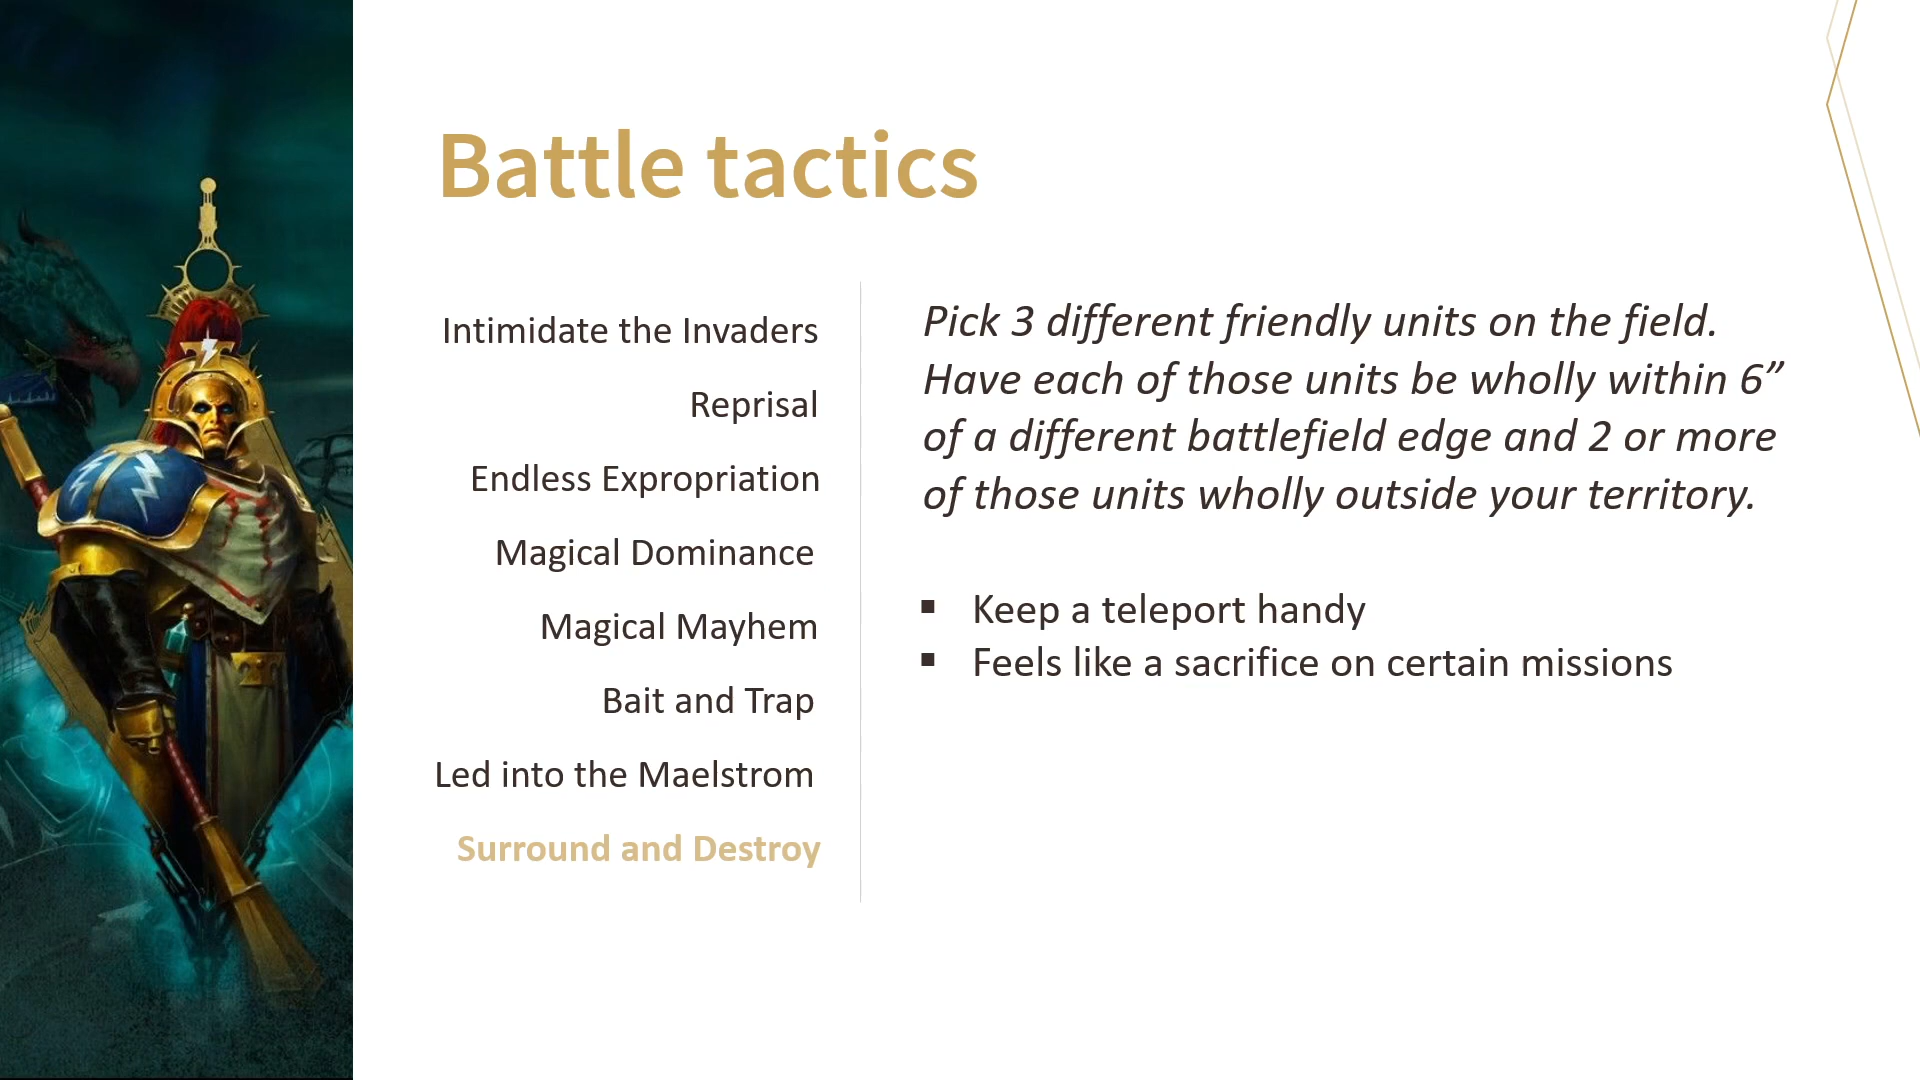 Battle tactics
Intimidate the Invaders
Reprisal
Endless Expropriation
Magical Dominance
Magical Mayhem
Bait and Trap
Led into the Maelstrom
Surround and Destroy
Pick 3 different friendly units on the field.
Have each of those units be wholly within 6”
of a different battlefield edge and 2 or more
of those units wholly outside your territory.
▪ Keep a teleport handy
▪ Feels like a sacrifice on certain missions